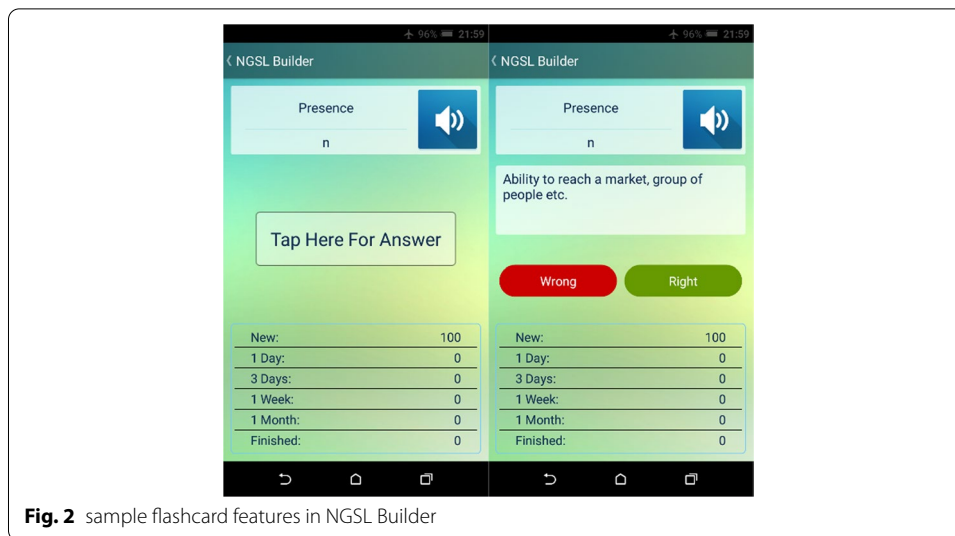 96% 21:59
NGSL Builder
Presence
n
Tap Here For Answer
New: 100
1 Day: 0
3 Days: 0
1 Week: 0
1 Month: 0
Finished: 0
96% 21:59
NGSL Builder
Presence
n
Ability to reach a market, group of
people etc.
Wrong Right
New: 100
1 Day: 0
3 Days: 0
1 Week: 0
1 Month: 0
Finished: 0
Fig. 2 sample flashcard features in NGSL Builder